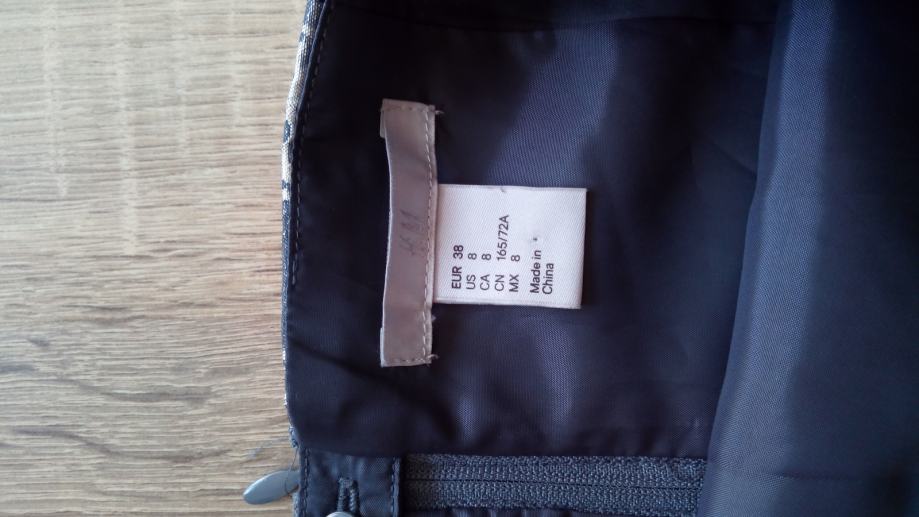 EUR 38
US 8
CA 8
CN 165/72A
MX 8
Made in
China